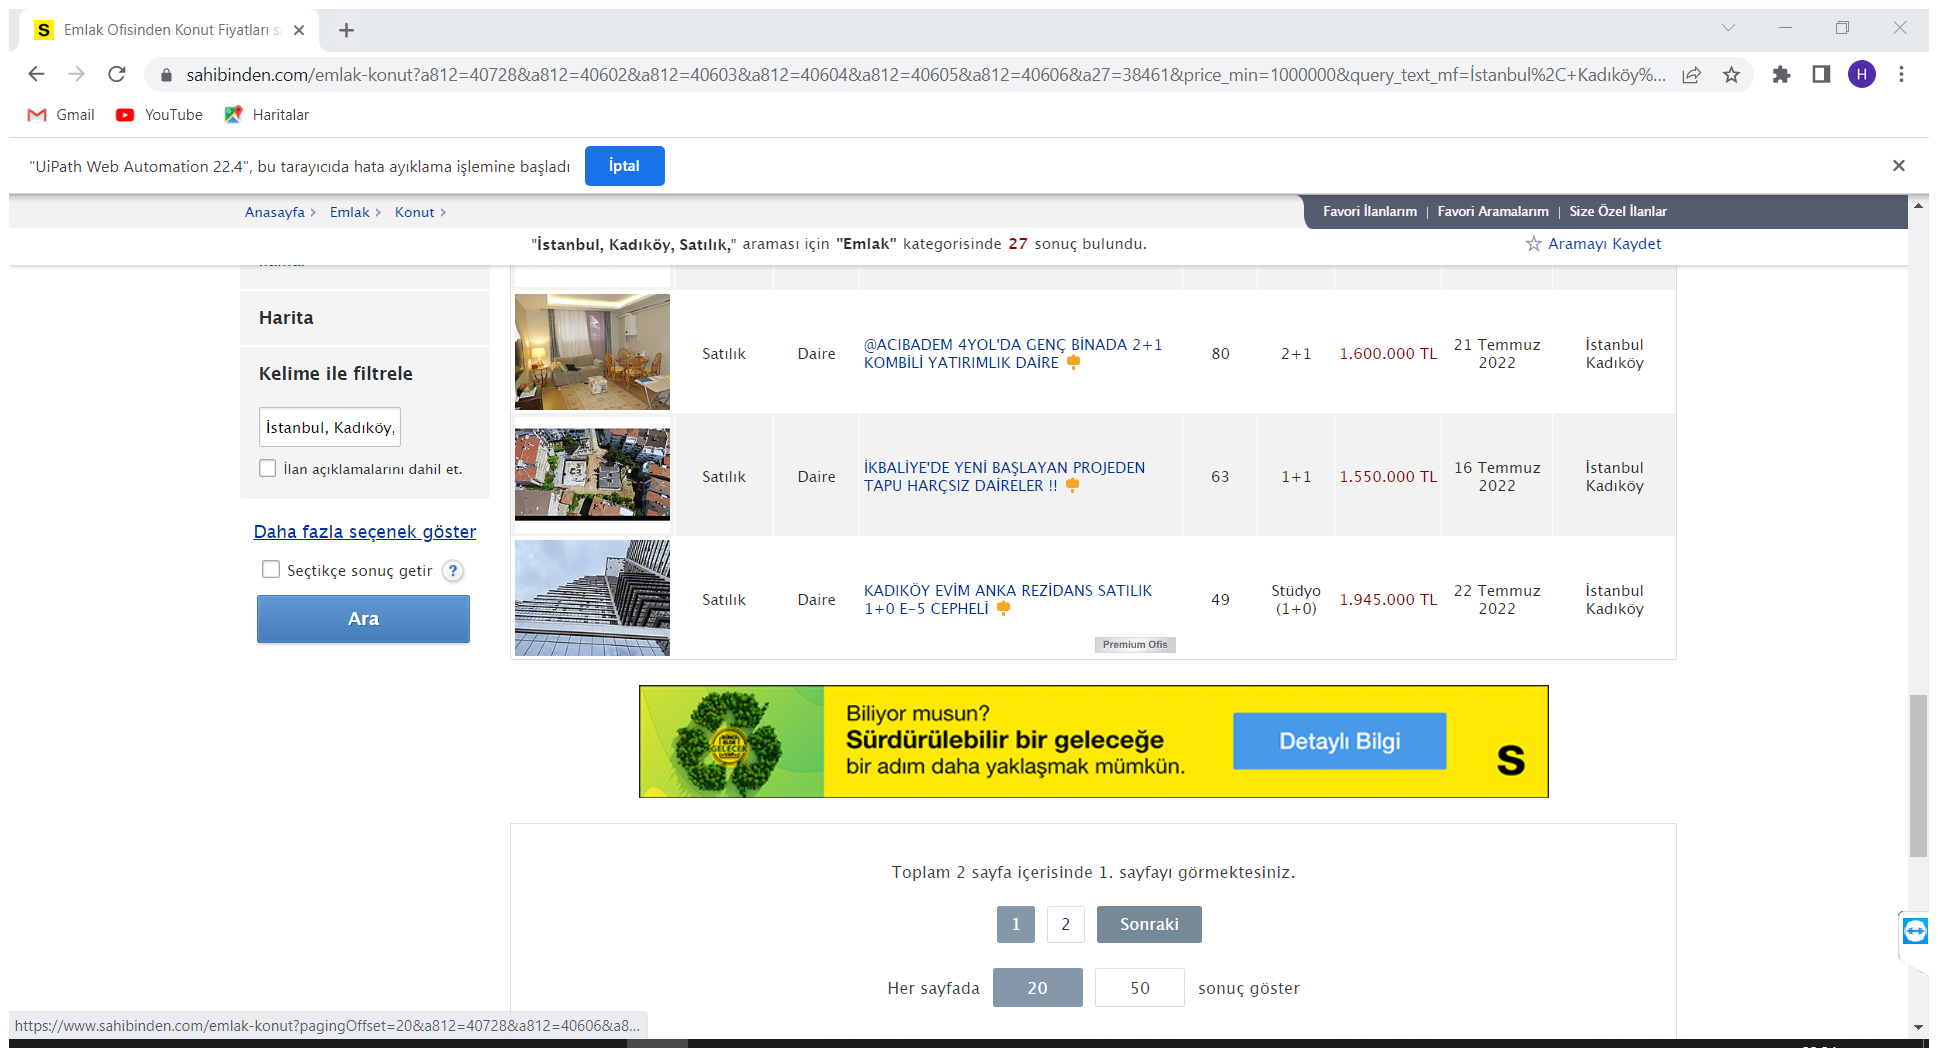 S Emlak Ofisinden Konut Fiyatları s
sahibinden.com/emlak-konut?a812=40728&a812=40602&a812=40603&a812=40604&a812=40605&a812=40606&a27=38461&price_min=1000000&query_text_mf=İstanbul%2C+Kadıköy%... H
Gmail YouTube Haritalar
"UiPath Web Automation 22.4", bu tarayıcıda hata ayıklama işlemine başladı İptal
Anasayfa > Emlak > Konut >
Favori İlanlarım | Favori Aramalarım | Size Özel İlanlar
"İstanbul, Kadıköy, Satılık," araması için "Emlak" kategorisinde 27 sonuç bulundu.
Aramayı Kaydet
Harita
Kelime ile filtrele
İstanbul, Kadıköy,
İlan açıklamalarını dahil et.
Daha fazla seçenek göster
Seçtikçe sonuç getir ?
Ara
Satılık Daire @ACIBADEM 4YOL'DA GENÇ BİNADA 2+1 80 2+1 1.600.000 TL 21 Temmuz İstanbul
KOMBİLİ YATIRIMLIK DAİRE 2022 Kadıköy
Satılık Daire İKBALİYE'DE YENİ BAŞLAYAN PROJEDEN 63 1+1 1.550.000 TL 16 Temmuz İstanbul
TAPU HARÇSIZ DAİRELER !! 2022 Kadıköy
Satılık Daire KADIKÖY EVİM ANKA REZİDANS SATILIK 49 Stüdyo 1.945.000 TL 22 Temmuz İstanbul
1+0 E-5 CEPHELİ (1+0) 2022 Kadıköy
Premium Ofis
GELECEK
Biliyor musun?
Sürdürülebilir bir geleceğe
bir adım daha yaklaşmak mümkün.
Detaylı Bilgi
S
Toplam 2 sayfa içerisinde 1. sayfayı görmektesiniz.
1 2 Sonraki
Her sayfada 20 50 sonuç göster
https://www.sahibinden.com/emlak-konut?pagingOffset=20&a812=40728&a812=40606&a8...